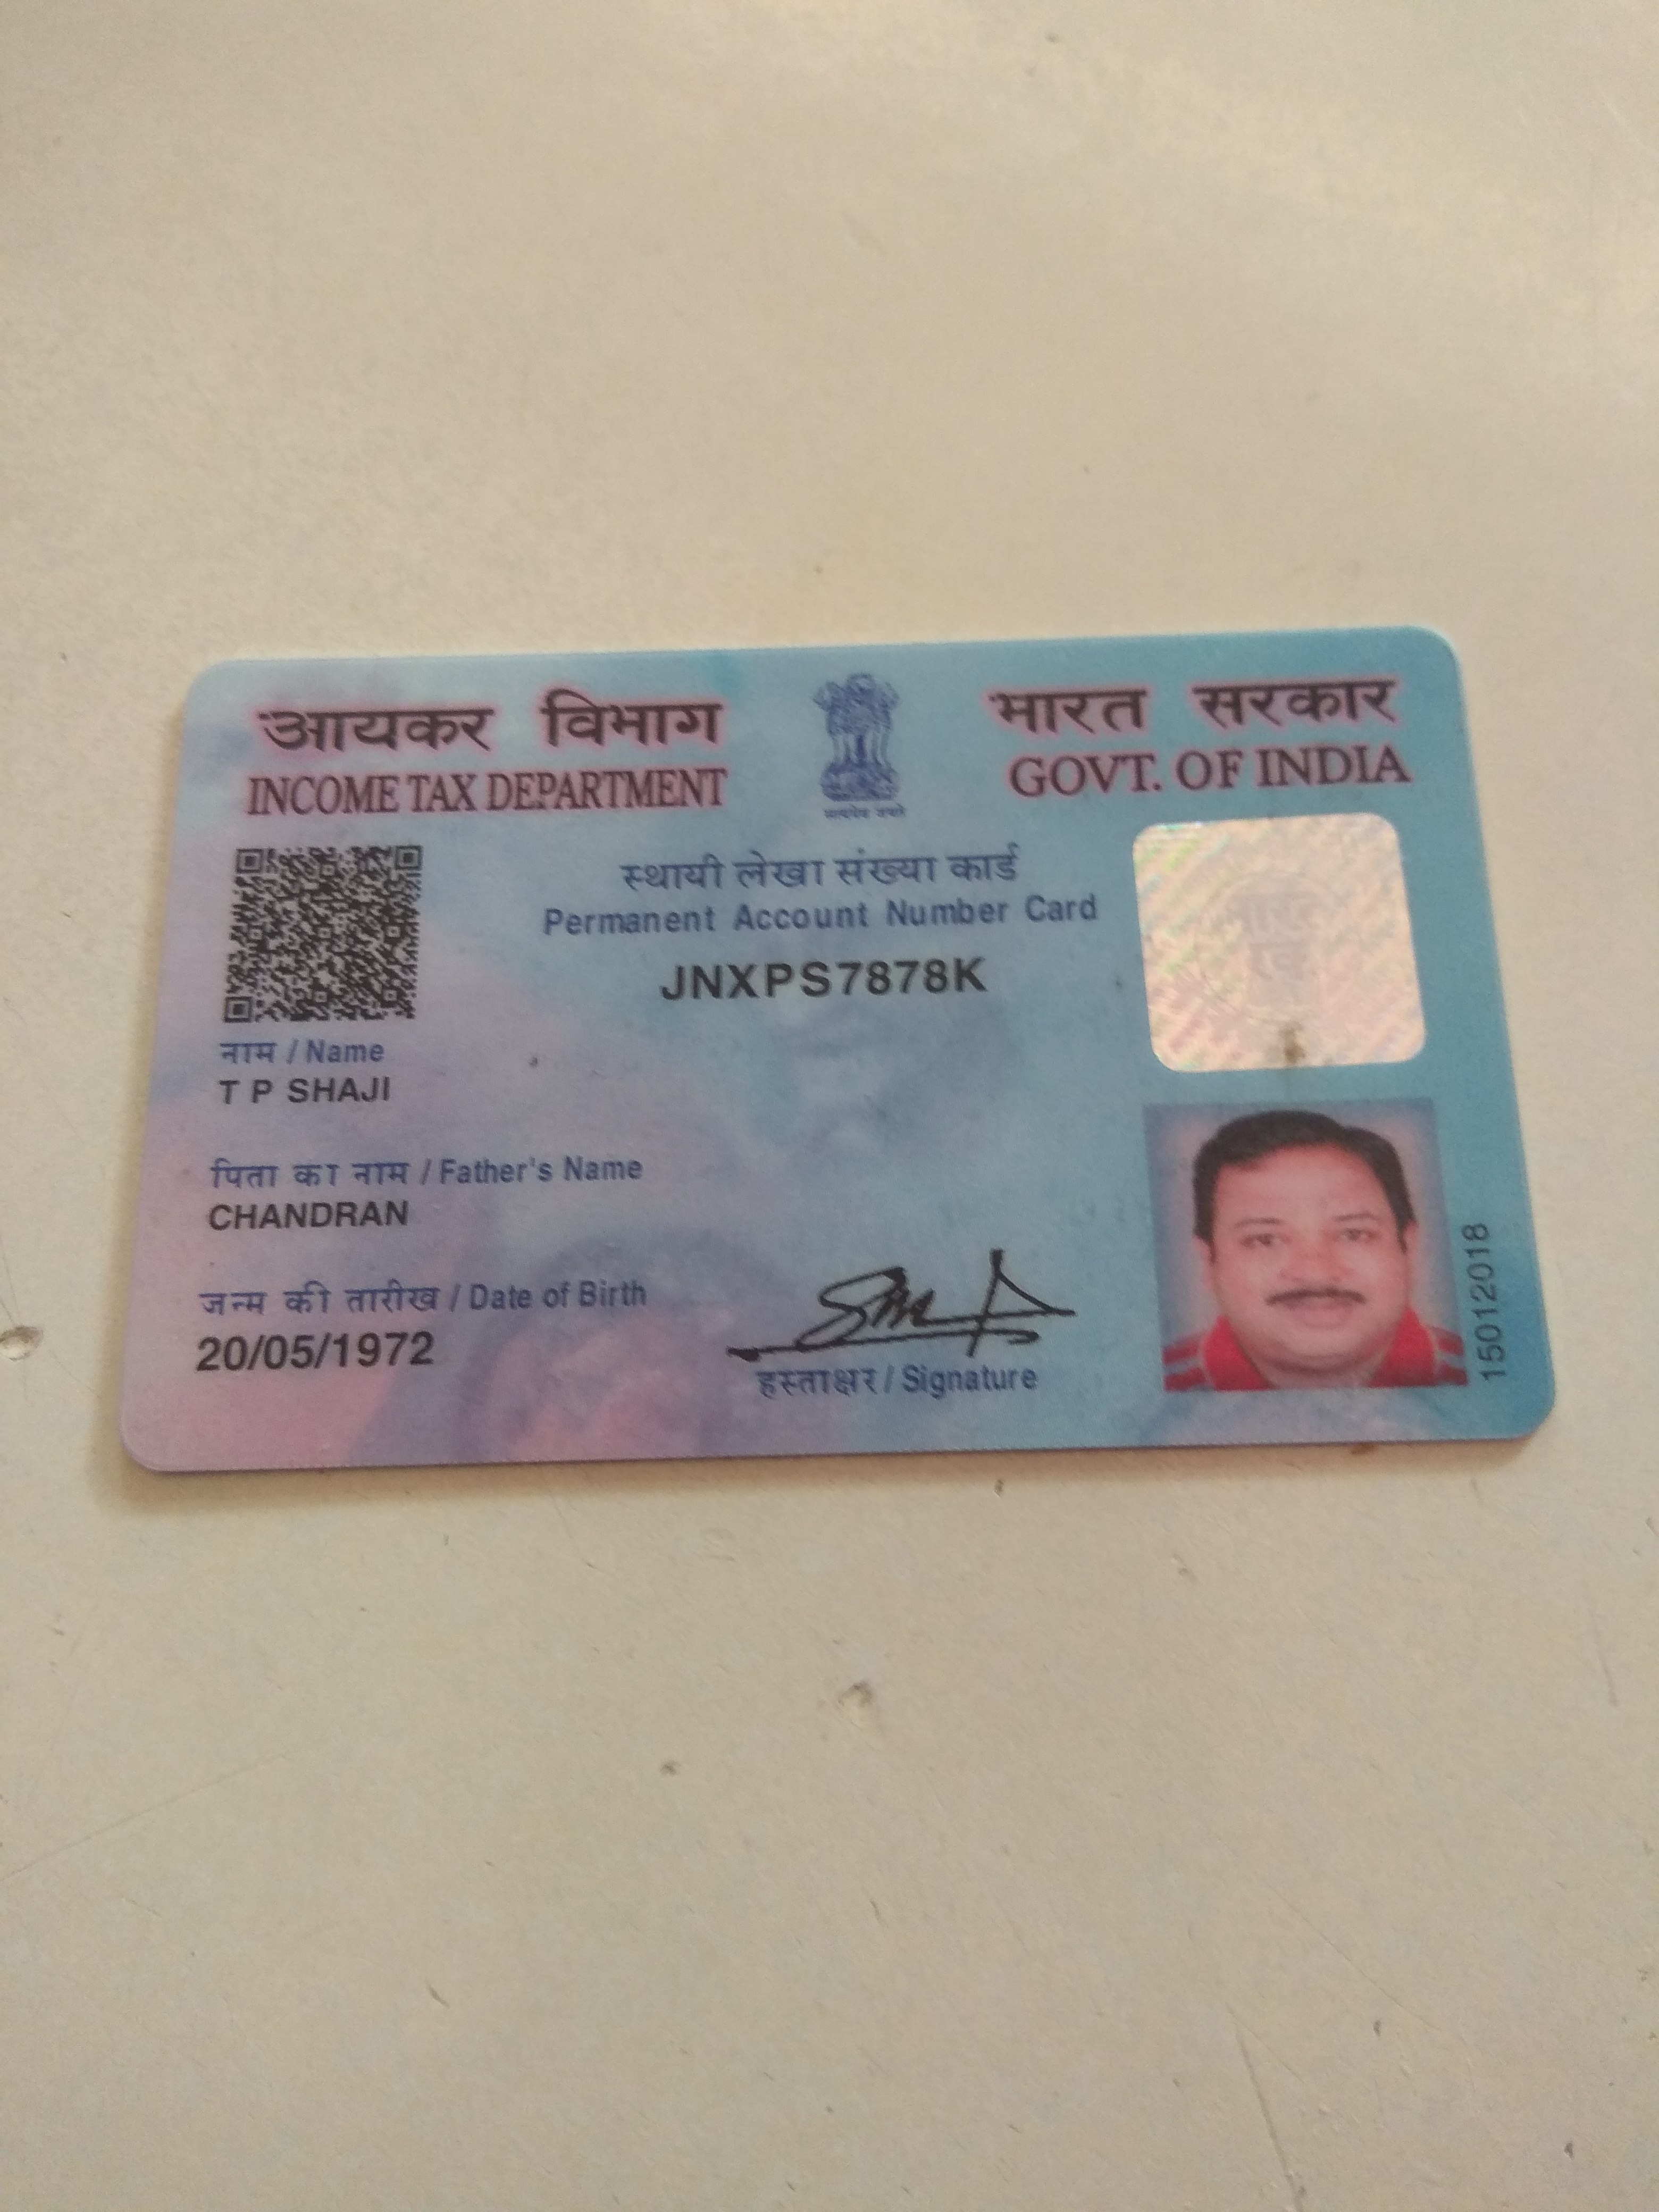 आयकर विभाग
INCOME TAX DEPARTMENT
सत्यमेव जयते
भारत सरकार
GOVT. OF INDIA
स्थायी लेखा संख्या कार्ड
Permanent Account Number Card
JNXPS7878K
नाम / Name
T P SHAJI
पिता का नाम / Father's Name
CHANDRAN
जन्म की तारीख / Date of Birth
20/05/1972
हस्ताक्षर / Signature
15012018